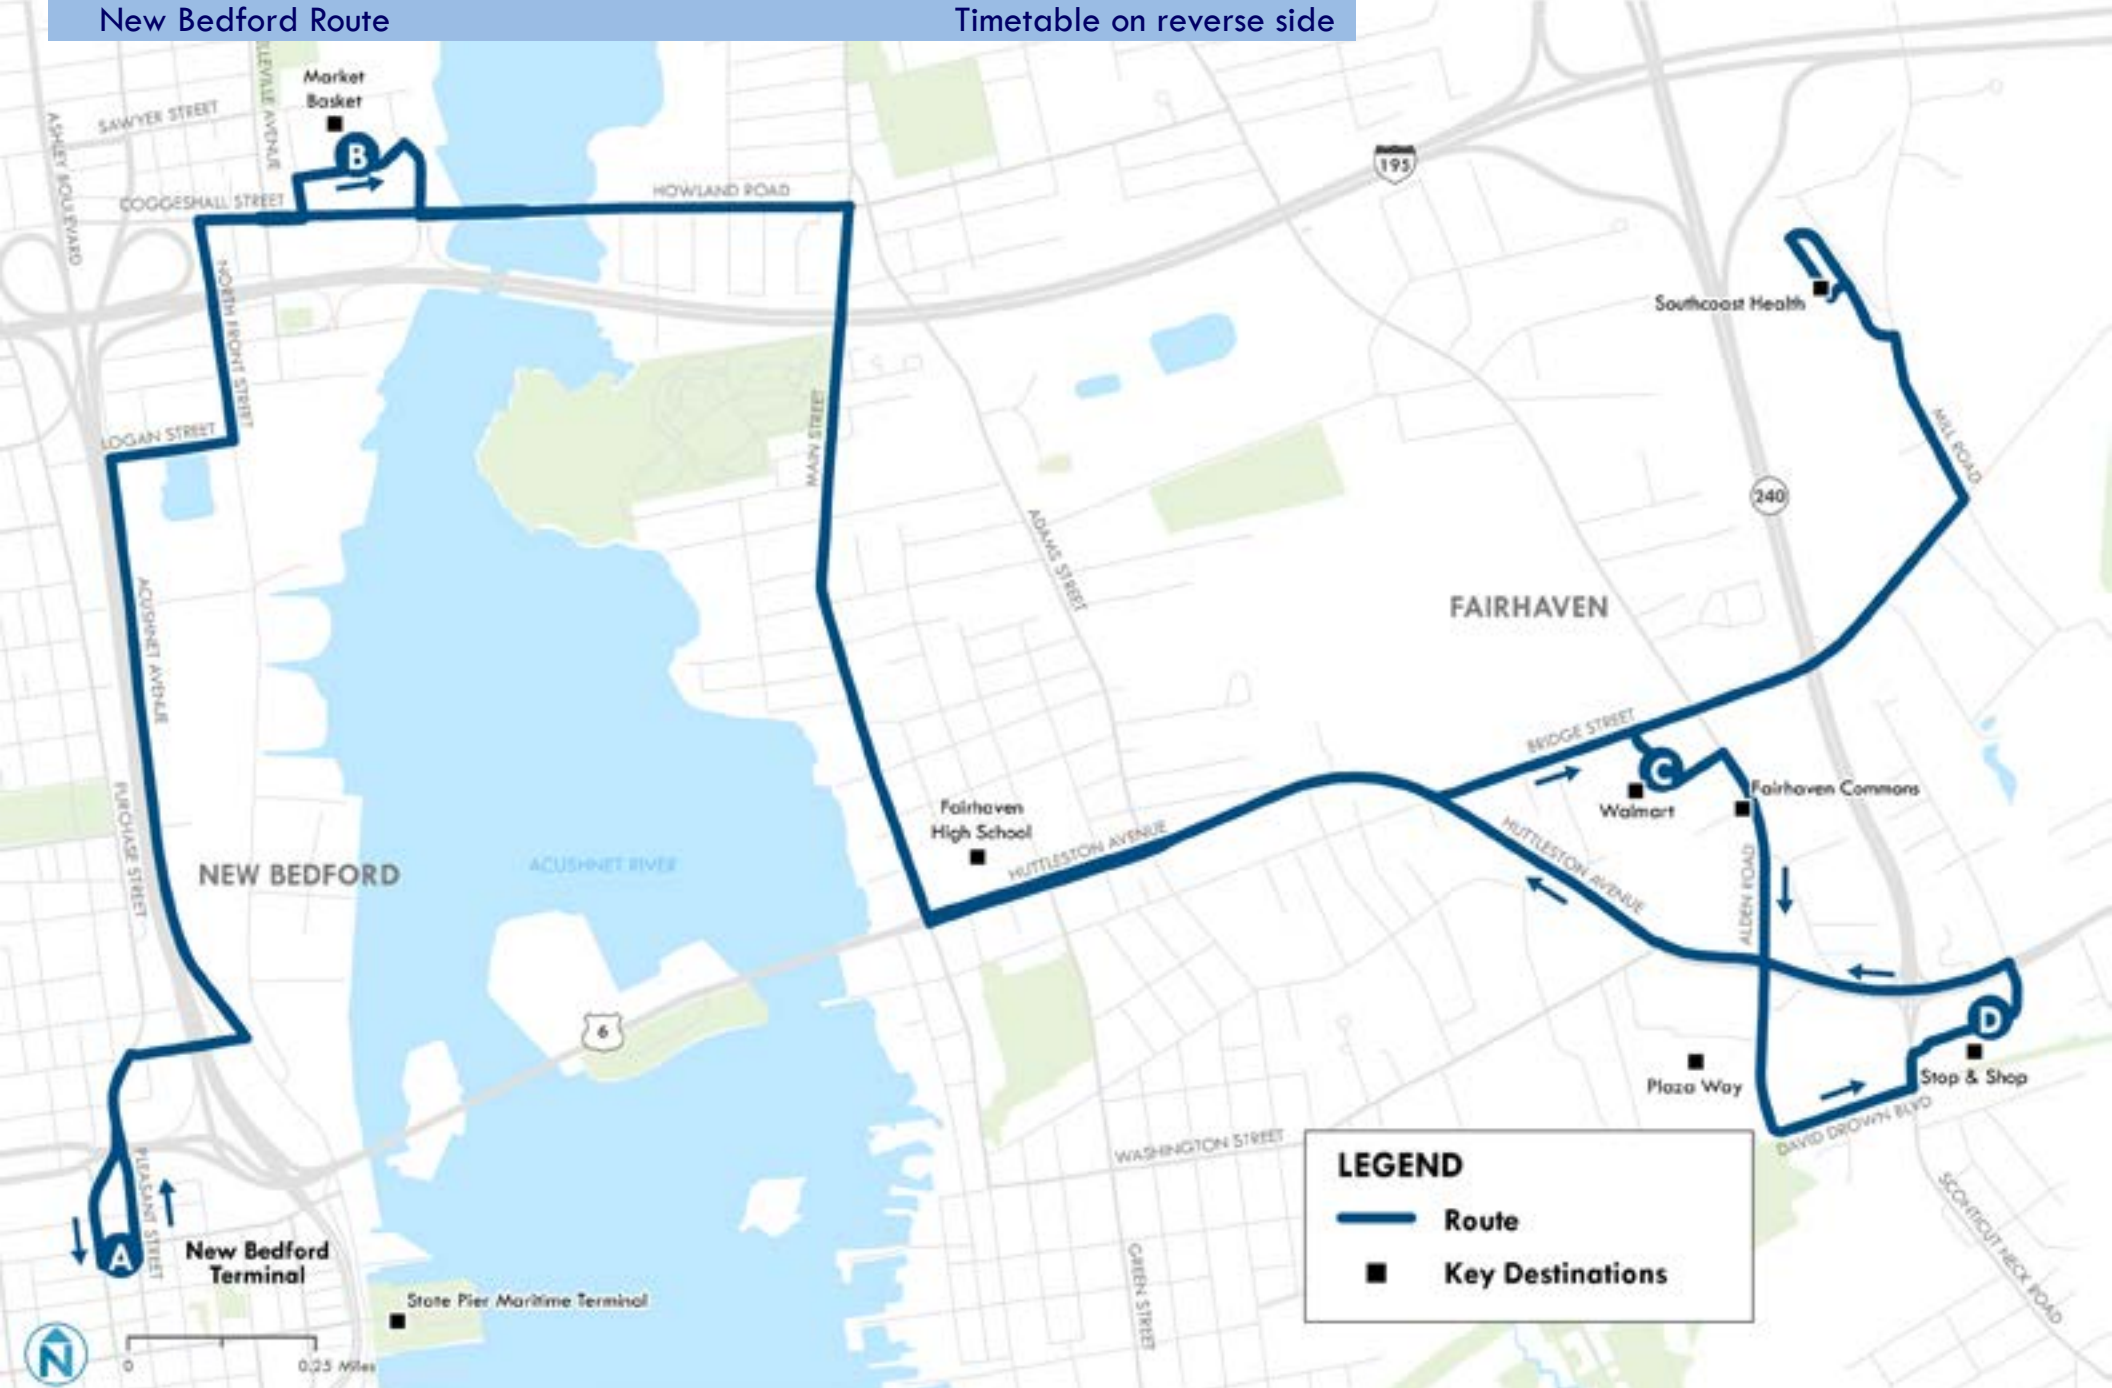 New Bedford Route
Timetable on reverse side
Market
Basket
SAWYER STREET
ASHLEY BOULEVARD
LLEVILLE AVENUE
B
COGGESHALL STREET
HOWLAND ROAD
195
NORTH FRONT STREET
Southcoast Health
LOGAN STREET
MAIN STREET
MILL ROAD
240
ADAMS STREET
ACUSHNET AVENUE
FAIRHAVEN
BRIDGE STREET
C
Walmart
Fairhaven Commons
PURCHASE STREET
Fairhaven
High School
HUTTLESTON AVENUE
HUTTLESTON AVENUE
ALDEN ROAD
NEW BEDFORD
ACUSHNET RIVER
6
D
Stop & Shop
Plaza Way
DAVID DROWN BLVD
WASHINGTON STREET
PLEASANT STREET
A
New Bedford
Terminal
State Pier Maritime Terminal
GREEN STREET
SCONTICUT NECK ROAD
LEGEND
Route
Key Destinations
N
0
0.25 Miles